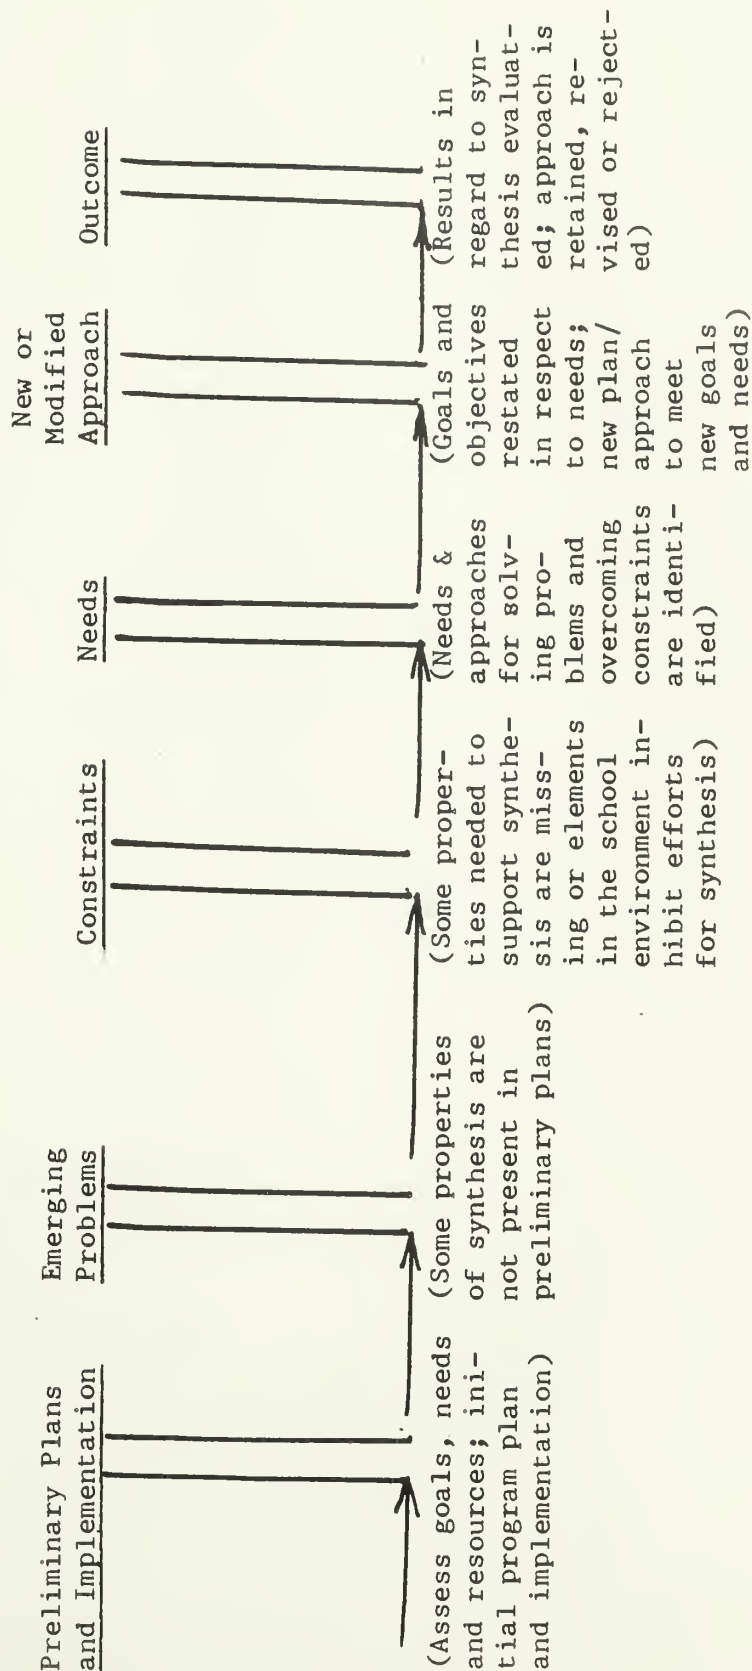 Preliminary Plans
and Implementation
(Assess goals, needs
and resources; ini-
tial program plan
and implementation)
Emerging
Problems
(Some properties
of synthesis are
not present in
preliminary plans)
Constraints
(Some proper-
ties needed to
support synthe-
sis are miss-
ing or elements
in the school
environment in-
hibit efforts
for synthesis)
Needs
(Needs &
approaches
for solv-
ing pro-
blems and
overcoming
constraints
are identi-
fied)
New or
Modified
Approach
(Goals and
objectives
restated
in respect
to needs;
new plan/
approach
to meet
new goals
and needs)
Outcome
(Results in
regard to syn-
thesis evaluat-
ed; approach is
retained, re-
vised or reject-
ed)